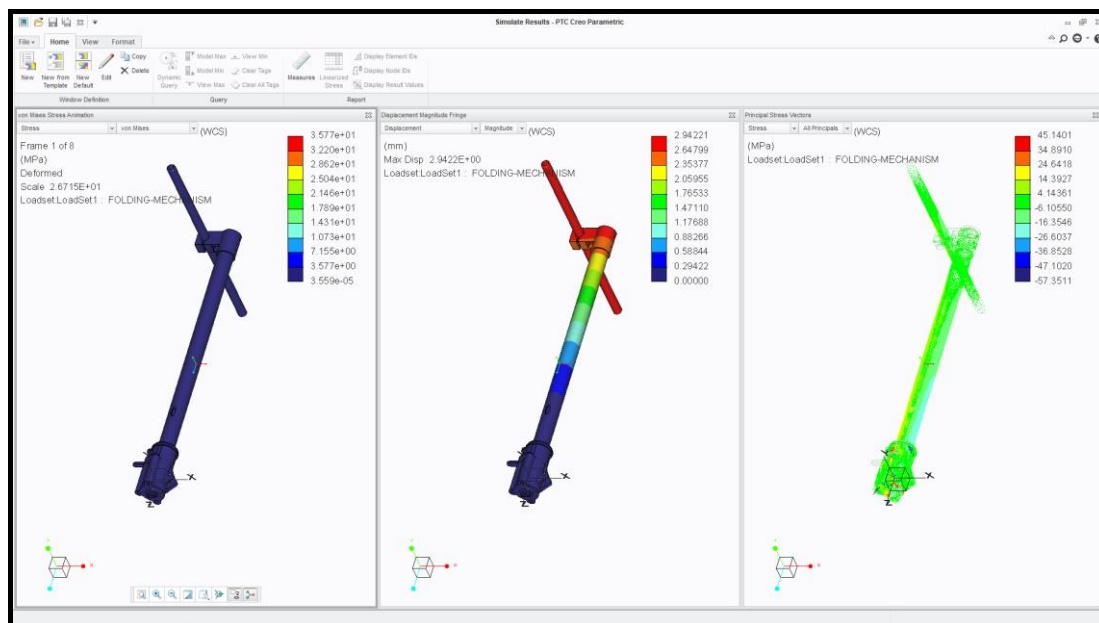 Simulate Results - PTC Creo Parametric
File Home View Format
New
New from Template
New Default
Edit
Copy
Delete
Window Definition
Dynamic Query
Model Max
Model Min
View Max
View Min
Clear Tags
Clear All Tags
Query
Measures
Linearized Stress
Display Element IDs
Display Node IDs
Display Result Values
Report
von Mises Stress Animation
Stress von Mises (WCS)
Frame 1 of 8
(MPa)
Deformed
Scale 2.6715E+01
Loadset:LoadSet1 : FOLDING-MECHANISM
3.577e+01
3.220e+01
2.862e+01
2.504e+01
2.146e+01
1.789e+01
1.431e+01
1.073e+01
7.155e+00
3.577e+00
3.559e-05
X
Z
Displacement Magnitude Fringe
Displacement Magnitude (WCS)
(mm)
Max Disp 2.9422E+00
Loadset:LoadSet1 : FOLDING-MECHANISM
2.94221
2.64799
2.35377
2.05955
1.76533
1.47110
1.17688
0.88266
0.58844
0.29422
0.00000
X
Z
Principal Stress Vectors
Stress All Principals (WCS)
(MPa)
Loadset:LoadSet1 : FOLDING-MECHANISM
45.1401
34.8910
24.6418
14.3927
4.14361
-6.10550
-16.3546
-26.6037
-36.8528
-47.1020
-57.3511
X
Z